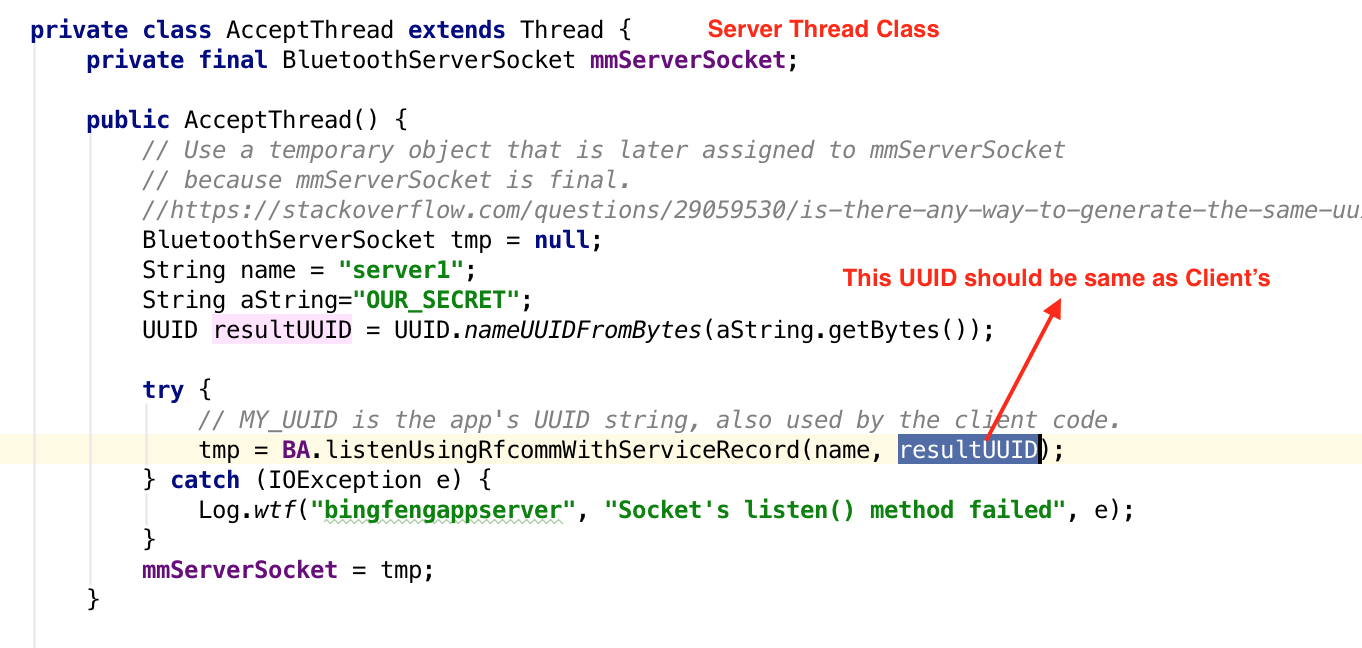 private class AcceptThread extends Thread { Server Thread Class
private final BluetoothServerSocket mmServerSocket;
public AcceptThread() {
// Use a temporary object that is later assigned to mmServerSocket
// because mmServerSocket is final.
//https://stackoverflow.com/questions/29059530/is-there-any-way-to-generate-the-same-uui
BluetoothServerSocket tmp = null;
String name = "server1";
This UUID should be same as Client’s
String aString="OUR_SECRET";
UUID resultUUID = UUID.nameUUIDFromBytes(aString.getBytes());
try {
// MY_UUID is the app's UUID string, also used by the client code.
tmp = BA.listenUsingRfcommWithServiceRecord(name, resultUUID);
} catch (IOException e) {
Log.wtf("bingfengappserver", "Socket's listen() method failed", e);
}
mmServerSocket = tmp;
}